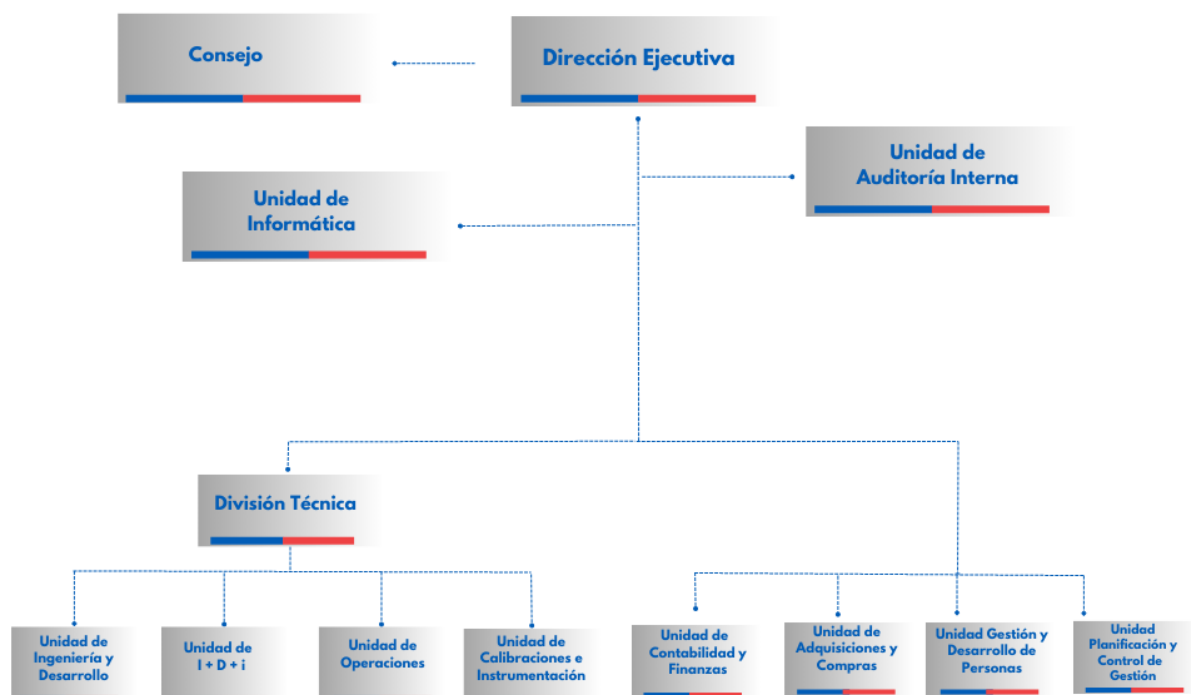 Consejo
Dirección Ejecutiva
Unidad de
Auditoría Interna
Unidad de
Informática
División Técnica
Unidad de
Ingeniería y
Desarrollo
Unidad de
I + D + i
Unidad de
Operaciones
Unidad de
Calibraciones e
Instrumentación
Unidad de
Contabilidad y
Finanzas
Unidad de
Adquisiciones y
Compras
Unidad Gestión y
Desarrollo de
Personas
Unidad
Planificación y
Control de
Gestión